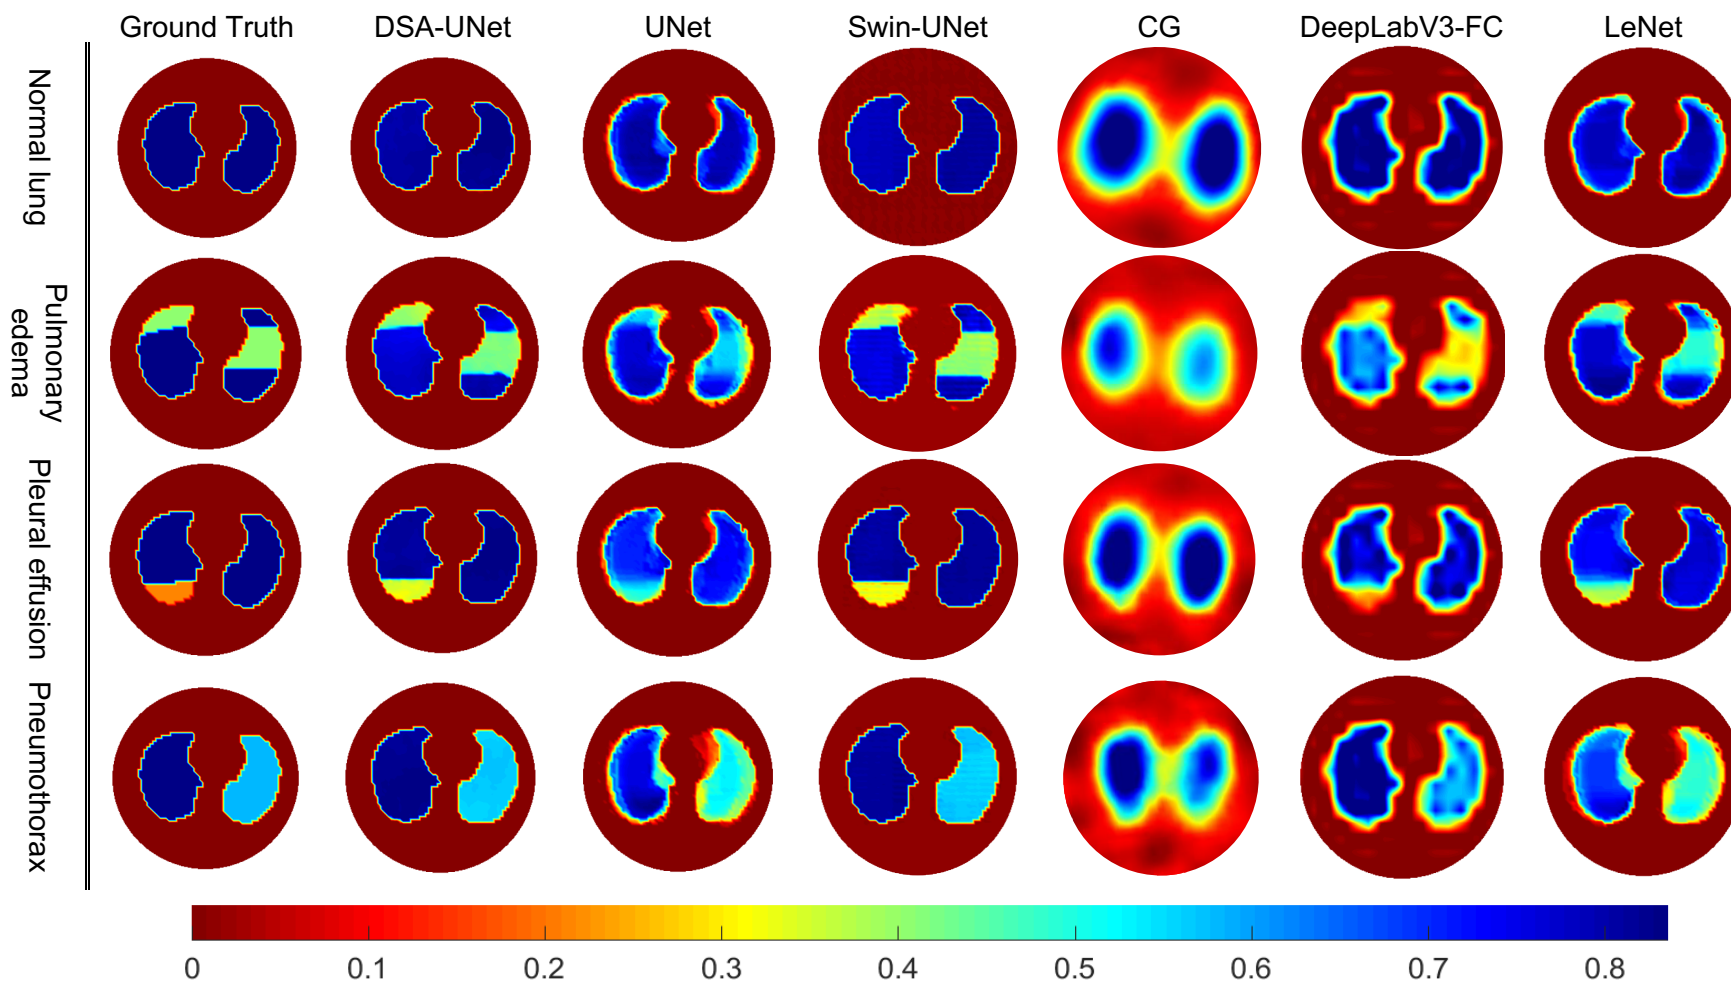 Ground Truth
DSA-UNet
UNet
Swin-UNet
CG
DeepLabV3-FC
LeNet
Normal lung
Pulmonary
edema
Pleural effusion
Pneumothorax
0
0.1
0.2
0.3
0.4
0.5
0.6
0.7
0.8